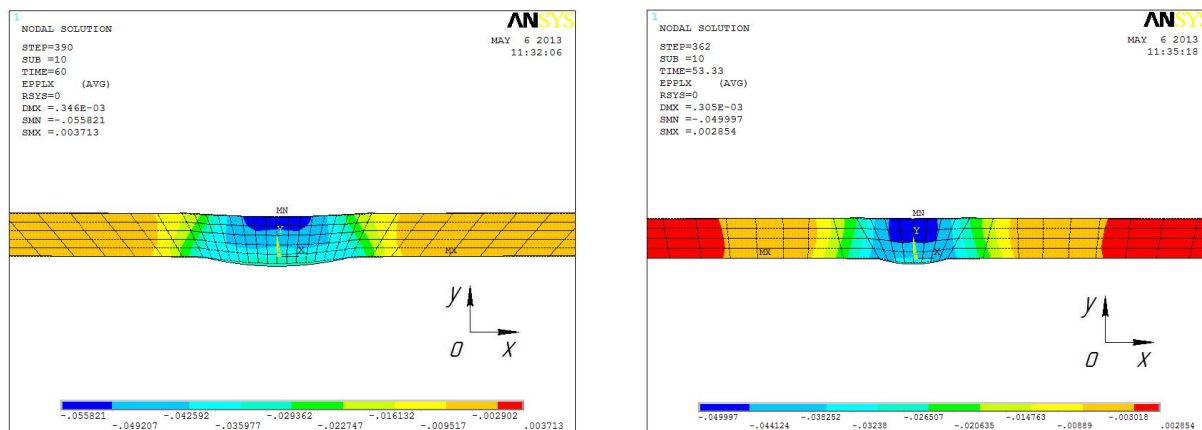 1
ANSYS
NODAL SOLUTION
MAY 6 2013
11:32:06
STEP=390
SUB =10
TIME=60
EPPLX (AVG)
RSYS=0
DMX =.346E-03
SMN =-.055821
SMX =.003713
MN
Y
X
MX
y
0 X
-.055821 -.042592 -.029362 -.016132 -.002902
-.049207 -.035977 -.022747 -.009517 .003713
1
ANSYS
NODAL SOLUTION
MAY 6 2013
11:35:18
STEP=362
SUB =10
TIME=53.33
EPPLX (AVG)
RSYS=0
DMX =.305E-03
SMN =-.049997
SMX =.002854
MN
Y
MX X
y
0 X
-.049997 -.038252 -.026507 -.014763 -.003018
-.044124 -.03238 -.020635 -.00889 .002854